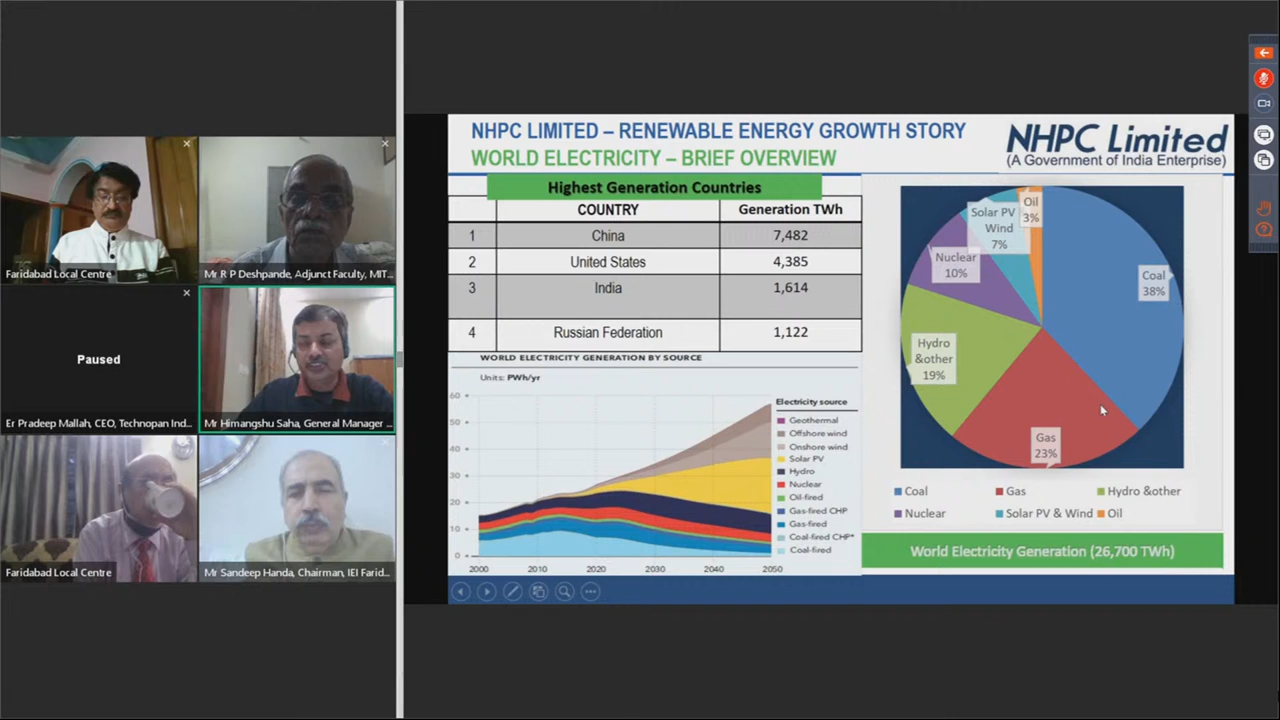 Faridabad Local Centre
Mr R P Deshpande, Adjunct Faculty, MIT...
Paused
Er Pradeep Mallah, CEO, Technopan Ind...
Mr Himangshu Saha, General Manager ...
Faridabad Local Centre
Mr Sandeep Handa, Chairman, IEI Farid...
NHPC LIMITED – RENEWABLE ENERGY GROWTH STORY
WORLD ELECTRICITY – BRIEF OVERVIEW
NHPC Limited
(A Government of India Enterprise)
Highest Generation Countries
COUNTRY Generation TWh
1 China 7,482
2 United States 4,385
3 India 1,614
4 Russian Federation 1,122
WORLD ELECTRICITY GENERATION BY SOURCE
Units: PWh/yr
60
50
40
30
20
10
0
2000 2010 2020 2030 2040 2050
Electricity source
Geothermal
Offshore wind
Onshore wind
Solar PV
Hydro
Nuclear
Oil-fired
Gas-fired CHP
Gas-fired
Coal-fired CHP*
Coal-fired
Oil
3%
Solar PV
Wind
7%
Nuclear
10%
Coal
38%
Hydro
&other
19%
Gas
23%
Coal Gas Hydro &other
Nuclear Solar PV & Wind Oil
World Electricity Generation (26,700 TWh)